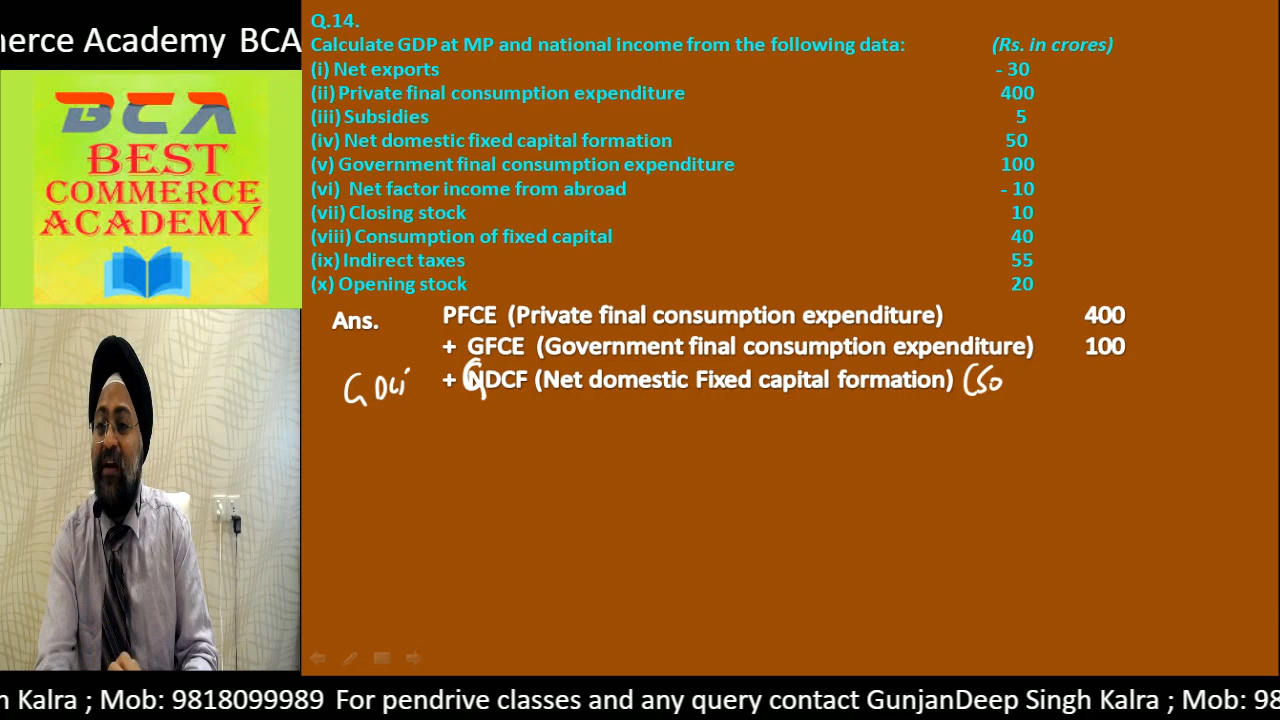 nerce Academy BCA
BCA
BEST
COMMERCE
ACADEMY
Q.14.
Calculate GDP at MP and national income from the following data: (Rs. in crores)
(i) Net exports - 30
(ii) Private final consumption expenditure 400
(iii) Subsidies 5
(iv) Net domestic fixed capital formation 50
(v) Government final consumption expenditure 100
(vi) Net factor income from abroad - 10
(vii) Closing stock 10
(viii) Consumption of fixed capital 40
(ix) Indirect taxes 55
(x) Opening stock 20
Ans. PFCE (Private final consumption expenditure) 400
+ GFCE (Government final consumption expenditure) 100
+ NDCF (Net domestic Fixed capital formation) (50
h Kalra ; Mob: 9818099989 For pendrive classes and any query contact GunjanDeep Singh Kalra ; Mob: 98